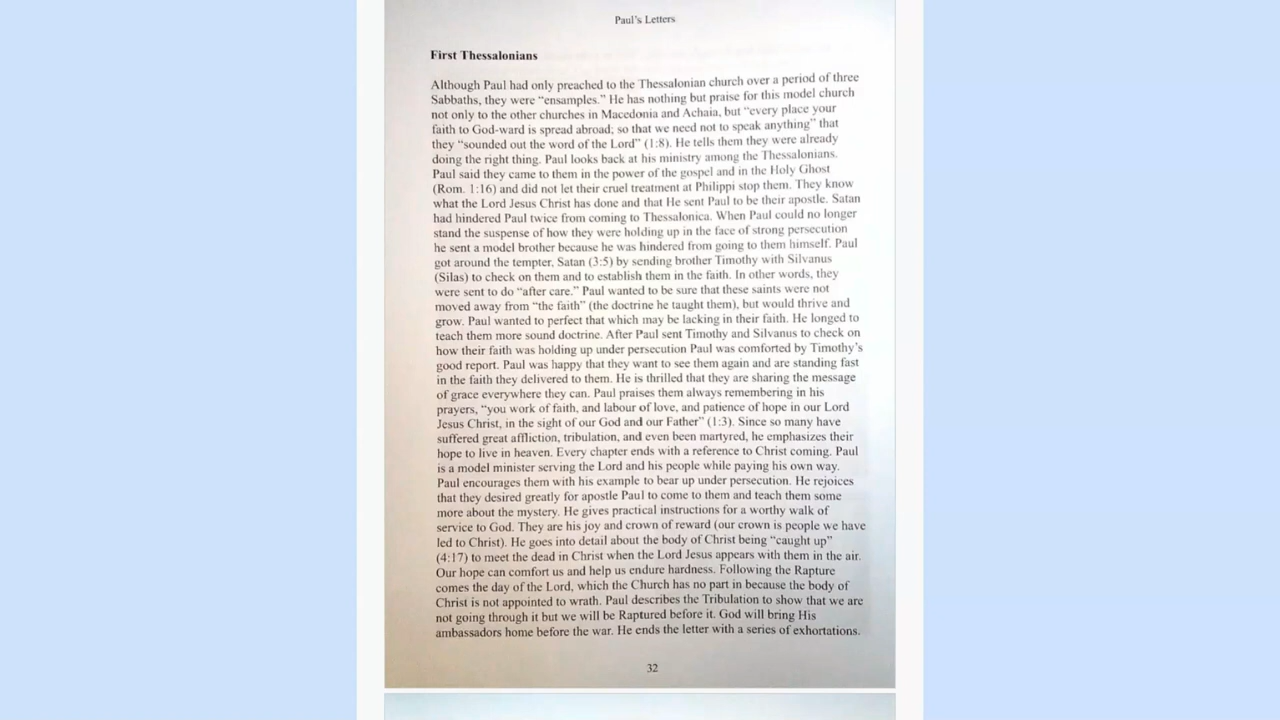 Paul's Letters
First Thessalonians
Although Paul had only preached to the Thessalonian church over a period of three
Sabbaths, they were “ensamples.” He has nothing but praise for this model church
not only to the other churches in Macedonia and Achaia, but “every place your
faith to God-ward is spread abroad; so that we need not to speak anything” that
they “sounded out the word of the Lord” (1:8). He tells them they were already
doing the right thing. Paul looks back at his ministry among the Thessalonians.
Paul said they came to them in the power of the gospel and in the Holy Ghost
(Rom. 1:16) and did not let their cruel treatment at Philippi stop them. They know
what the Lord Jesus Christ has done and that He sent Paul to be their apostle. Satan
had hindered Paul twice from coming to Thessalonica. When Paul could no longer
stand the suspense of how they were holding up in the face of strong persecution
he sent a model brother because he was hindered from going to them himself. Paul
got around the tempter, Satan (3:5) by sending brother Timothy with Silvanus
(Silas) to check on them and to establish them in the faith. In other words, they
were sent to do “after care.” Paul wanted to be sure that these saints were not
moved away from “the faith” (the doctrine he taught them), but would thrive and
grow. Paul wanted to perfect that which may be lacking in their faith. He longed to
teach them more sound doctrine. After Paul sent Timothy and Silvanus to check on
how their faith was holding up under persecution Paul was comforted by Timothy's
good report. Paul was happy that they want to see them again and are standing fast
in the faith they delivered to them. He is thrilled that they are sharing the message
of grace everywhere they can. Paul praises them always remembering in his
prayers, “you work of faith, and labour of love, and patience of hope in our Lord
Jesus Christ, in the sight of our God and our Father” (1:3). Since so many have
suffered great affliction, tribulation, and even been martyred, he emphasizes their
hope to live in heaven. Every chapter ends with a reference to Christ coming. Paul
is a model minister serving the Lord and his people while paying his own way.
Paul encourages them with his example to bear up under persecution. He rejoices
that they desired greatly for apostle Paul to come to them and teach them some
more about the mystery. He gives practical instructions for a worthy walk of
service to God. They are his joy and crown of reward (our crown is people we have
led to Christ). He goes into detail about the body of Christ being “caught up”
(4:17) to meet the dead in Christ when the Lord Jesus appears with them in the air.
Our hope can comfort us and help us endure hardness. Following the Rapture
comes the day of the Lord, which the Church has no part in because the body of
Christ is not appointed to wrath. Paul describes the Tribulation to show that we are
not going through it but we will be Raptured before it. God will bring His
ambassadors home before the war. He ends the letter with a series of exhortations.
32